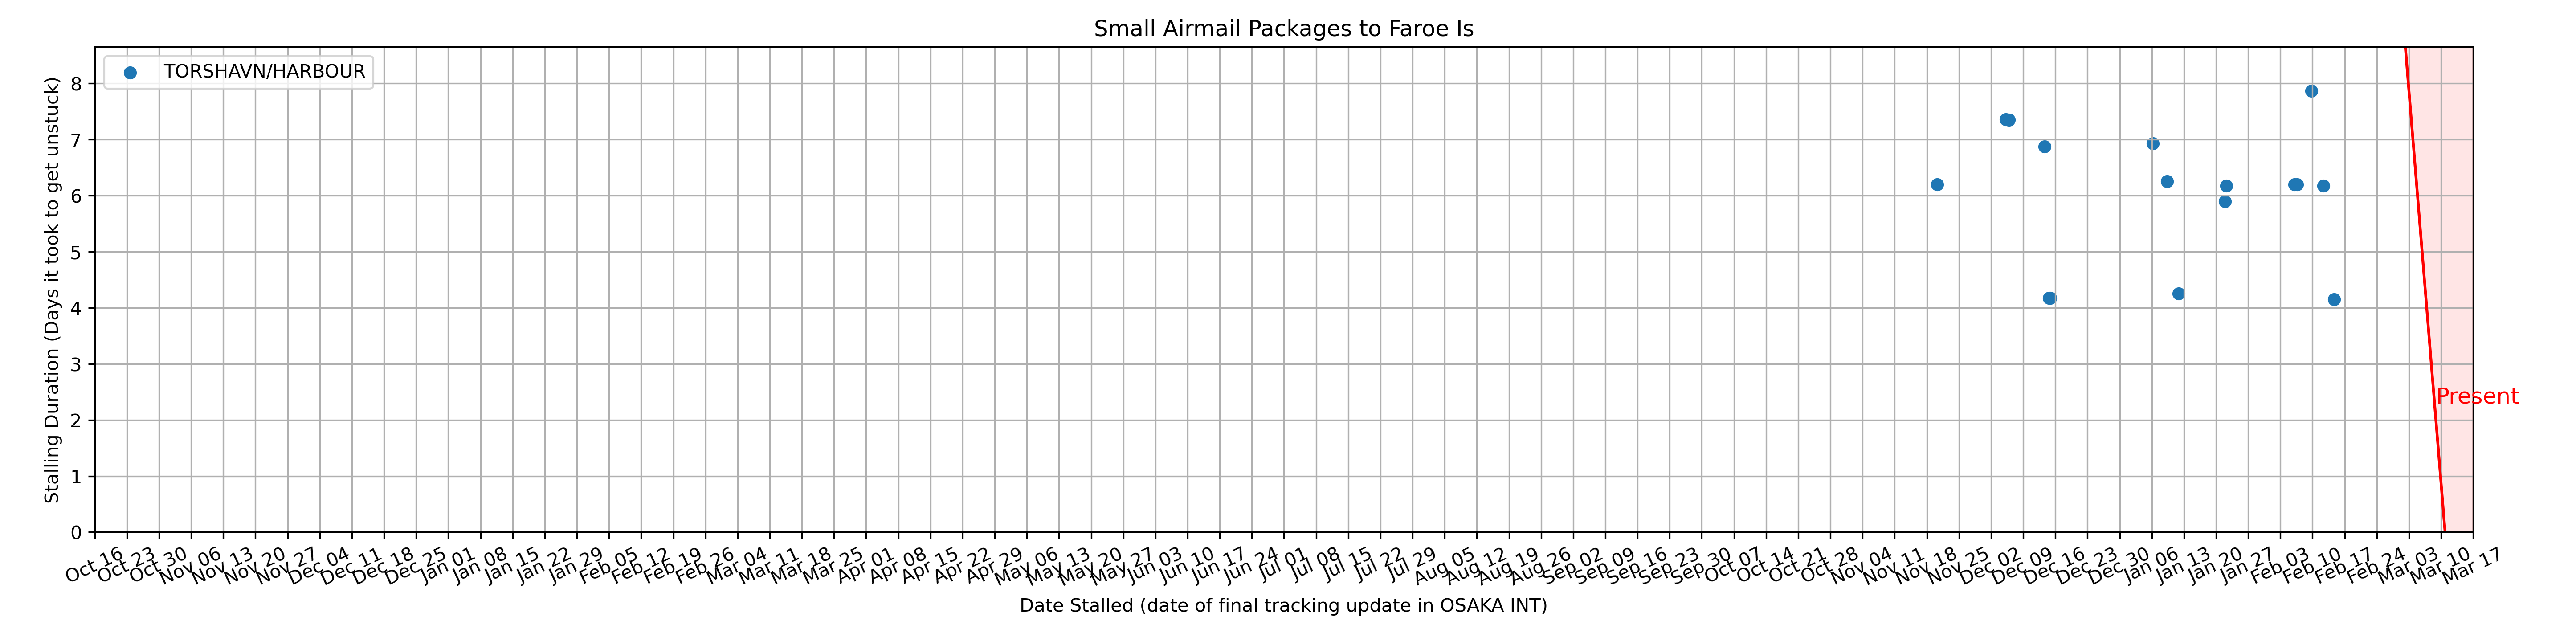 Small Airmail Packages to Faroe Is
TORSHAVN/HARBOUR
Stalling Duration (Days it took to get unstuck)
8
7
6
5
4
3
2
1
0
Present
Oct 16 Oct 23 Oct 30 Nov 06 Nov 13 Nov 20 Nov 27 Dec 04 Dec 11 Dec 18 Dec 25 Jan 01 Jan 08 Jan 15 Jan 22 Jan 29 Feb 05 Feb 12 Feb 19 Feb 26 Mar 04 Mar 11 Mar 18 Mar 25 Apr 01 Apr 08 Apr 15 Apr 22 Apr 29 May 06 May 13 May 20 May 27 Jun 03 Jun 10 Jun 17 Jun 24 Jul 01 Jul 08 Jul 15 Jul 22 Jul 29 Aug 05 Aug 12 Aug 19 Aug 26 Sep 02 Sep 09 Sep 16 Sep 23 Sep 30 Oct 07 Oct 14 Oct 21 Oct 28 Nov 04 Nov 11 Nov 18 Nov 25 Dec 02 Dec 09 Dec 16 Dec 23 Dec 30 Jan 06 Jan 13 Jan 20 Jan 27 Feb 03 Feb 10 Feb 17 Feb 24 Mar 03 Mar 10 Mar 17
Date Stalled (date of final tracking update in OSAKA INT)